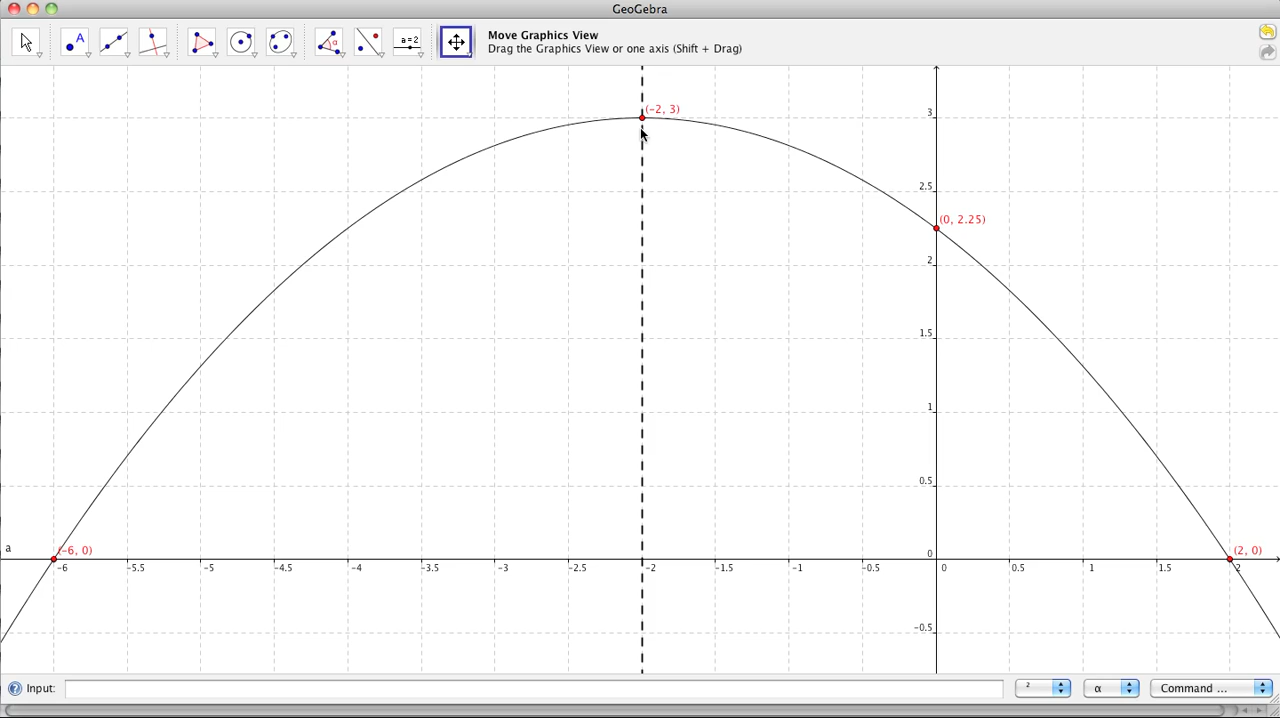 GeoGebra
A
α
a=2
Move Graphics View
Drag the Graphics View or one axis (Shift + Drag)
(−2, 3)
3
2.5
(0, 2.25)
2
1.5
1
0.5
a
(−6, 0)
0
(2, 0)
−6 −5.5 −5 −4.5 −4 −3.5 −3 −2.5 −2 −1.5 −1 −0.5 0 0.5 1 1.5 2
−0.5
Input: ² α Command ...